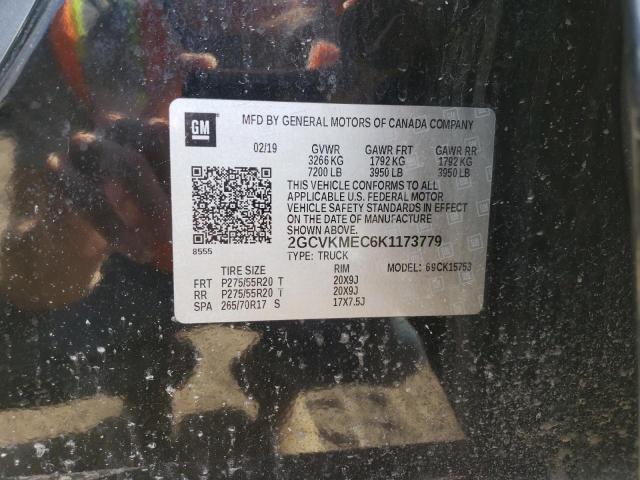 GM
MFD BY GENERAL MOTORS OF CANADA COMPANY
02/19 GVWR GAWR FRT GAWR RR
3266 KG 1792 KG 1792 KG
7200 LB 3950 LB 3950 LB
THIS VEHICLE CONFORMS TO ALL
APPLICABLE U.S. FEDERAL MOTOR
VEHICLE SAFETY STANDARDS IN EFFECT
ON THE DATE OF MANUFACTURE
SHOWN ABOVE.
8555
2GCVKMEC6K1173779
TYPE: TRUCK MODEL: 69CK15753
TIRE SIZE RIM
FRT P275/55R20 T 20X9J
RR P275/55R20 T 20X9J
SPA 265/70R17 S 17X7.5J